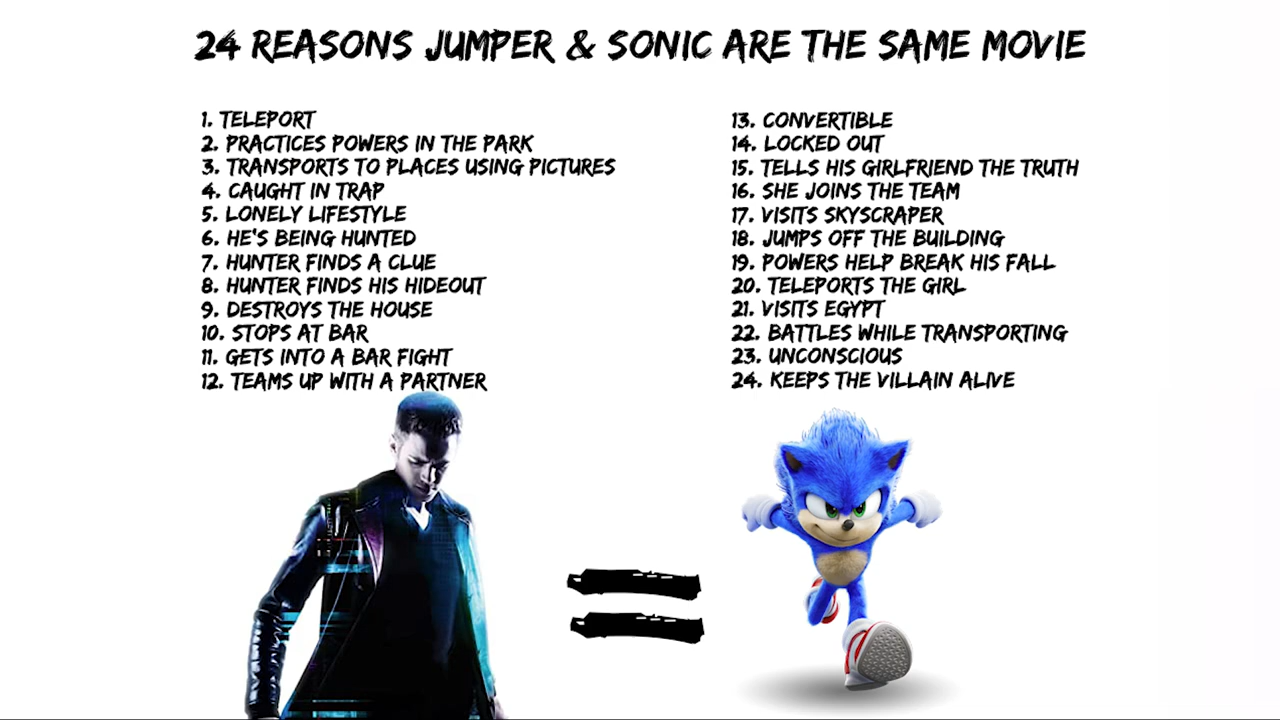 24 REASONS JUMPER & SONIC ARE THE SAME MOVIE
1. TELEPORT
2. PRACTICES POWERS IN THE PARK
3. TRANSPORTS TO PLACES USING PICTURES
4. CAUGHT IN TRAP
5. LONELY LIFESTYLE
6. HE'S BEING HUNTED
7. HUNTER FINDS A CLUE
8. HUNTER FINDS HIS HIDEOUT
9. DESTROYS THE HOUSE
10. STOPS AT BAR
11. GETS INTO A BAR FIGHT
12. TEAMS UP WITH A PARTNER
13. CONVERTIBLE
14. LOCKED OUT
15. TELLS HIS GIRLFRIEND THE TRUTH
16. SHE JOINS THE TEAM
17. VISITS SKYSCRAPER
18. JUMPS OFF THE BUILDING
19. POWERS HELP BREAK HIS FALL
20. TELEPORTS THE GIRL
21. VISITS EGYPT
22. BATTLES WHILE TRANSPORTING
23. UNCONSCIOUS
24. KEEPS THE VILLAIN ALIVE
=